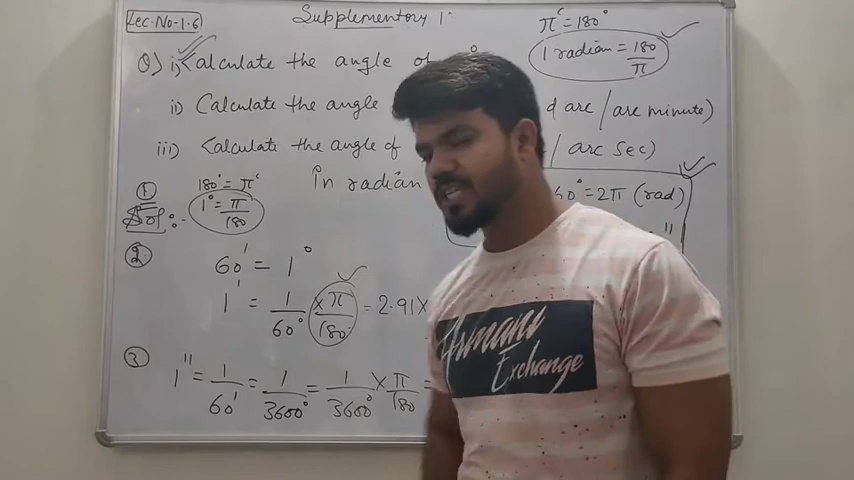 Lec.No-1.6
Supplementary 1
π^c = 180°
1 radian = 180/π
Q) i) Calculate the angle of
ii) Calculate the angle
d arc / arc minute)
iii) Calculate the angle of
/ arc sec)
in radian
60° = 2π (rad)
180° = π^c
① Sol:- 1° = π/180
② 60' = 1°
1' = 1/60° × π/180 = 2.91×
③ 1" = 1/60' = 1/3600° = 1/3600° × π/180 =
Armani
Exchange